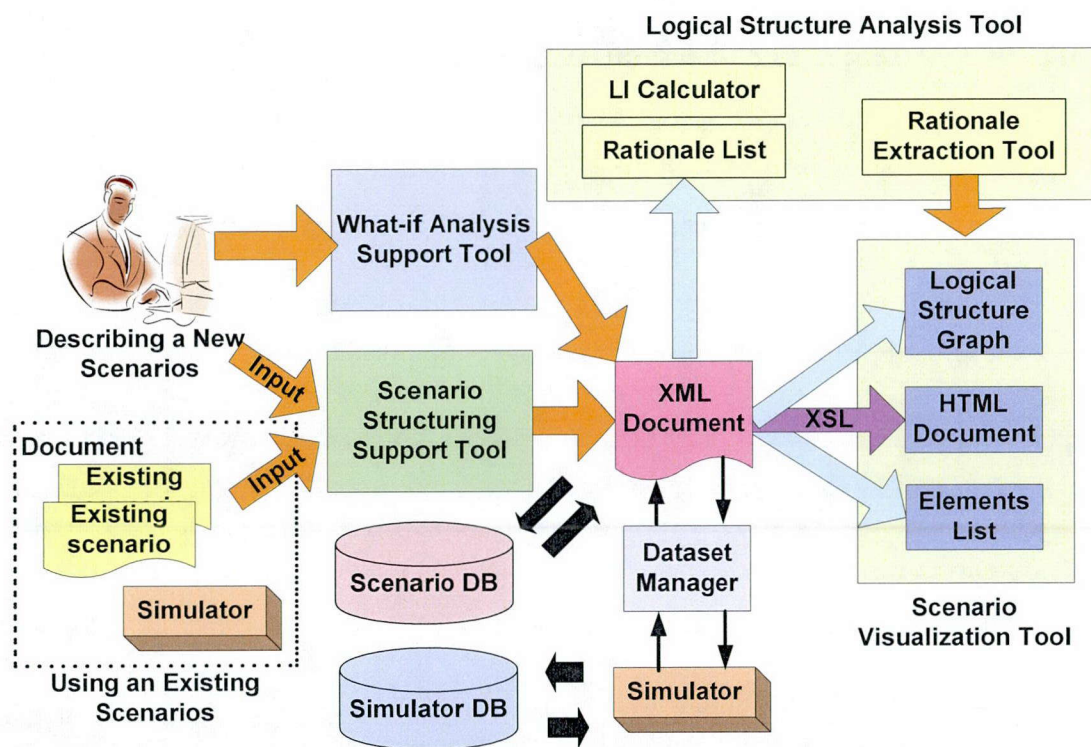 Logical Structure Analysis Tool
LI Calculator
Rationale List
Rationale
Extraction Tool
What-if Analysis
Support Tool
Describing a New
Scenarios
Input
Scenario
Structuring
Support Tool
XML
Document
Logical
Structure
Graph
XSL
HTML
Document
Elements
List
Scenario
Visualization Tool
Document
Existing
Existing
scenario
Input
Simulator
Using an Existing
Scenarios
Scenario DB
Dataset
Manager
Simulator DB
Simulator